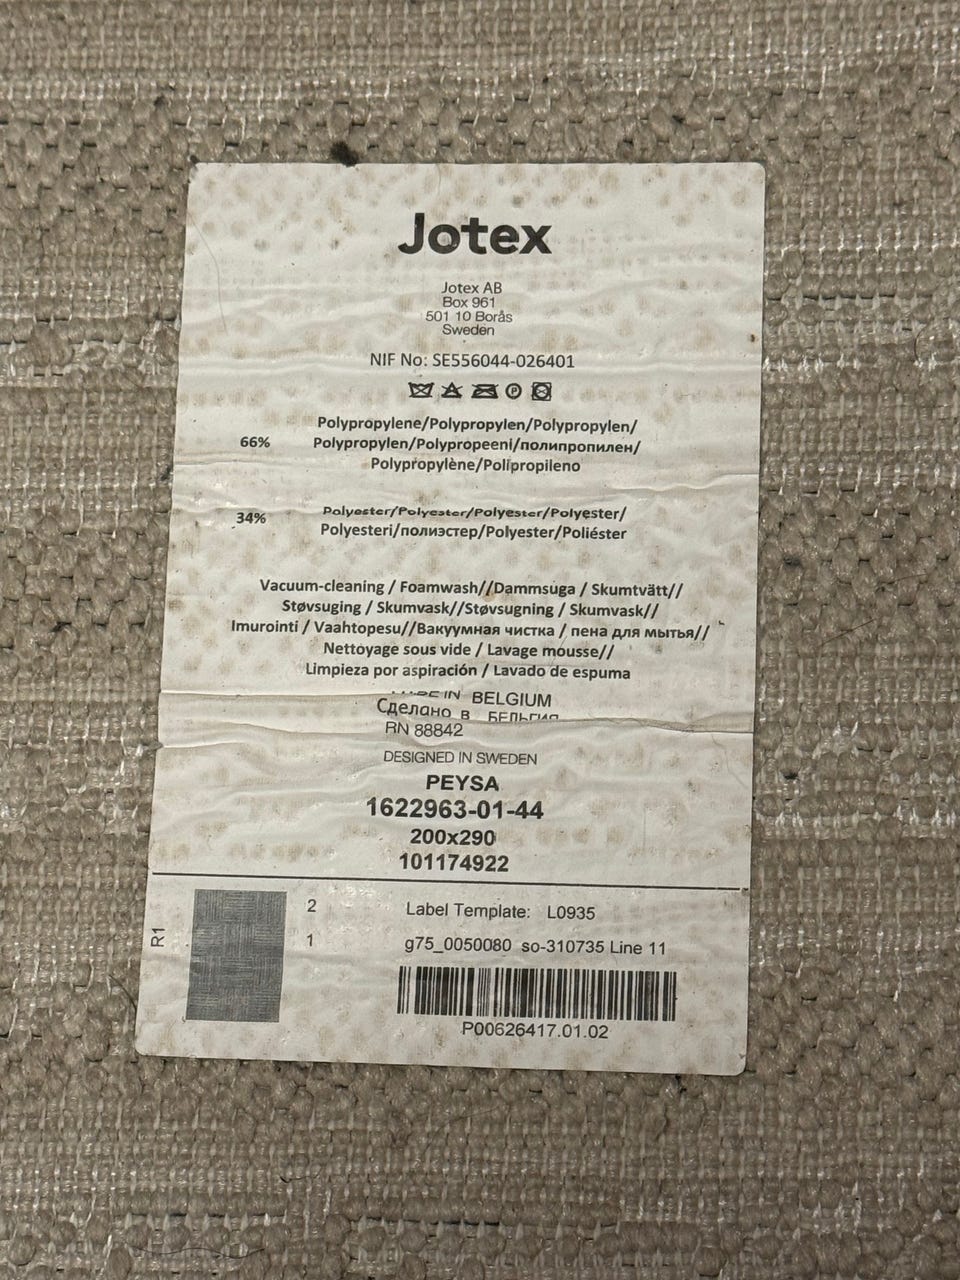 Jotex
Jotex AB
Box 961
501 10 Borås
Sweden
NIF No: SE556044-026401
Polypropylene/Polypropylen/Polypropylen/
66% Polypropylen/Polypropeeni/полипропилен/
Polypropylène/Polipropileno
34% Polyester/Polyester/Polyester/Polyester/
Polyesteri/полиэстер/Polyester/Poliéster
Vacuum-cleaning / Foamwash//Dammsuga / Skumtvätt//
Støvsuging / Skumvask//Støvsugning / Skumvask//
Imurointi / Vaahtopesu//Вакуумная чистка / пена для мытья//
Nettoyage sous vide / Lavage mousse//
Limpieza por aspiración / Lavado de espuma
MADE IN BELGIUM
Сделано в БЕЛЬГИЯ
RN 88842
DESIGNED IN SWEDEN
PEYSA
1622963-01-44
200x290
101174922
R1
2 Label Template: L0935
1 g75_0050080 so-310735 Line 11
P00626417.01.02